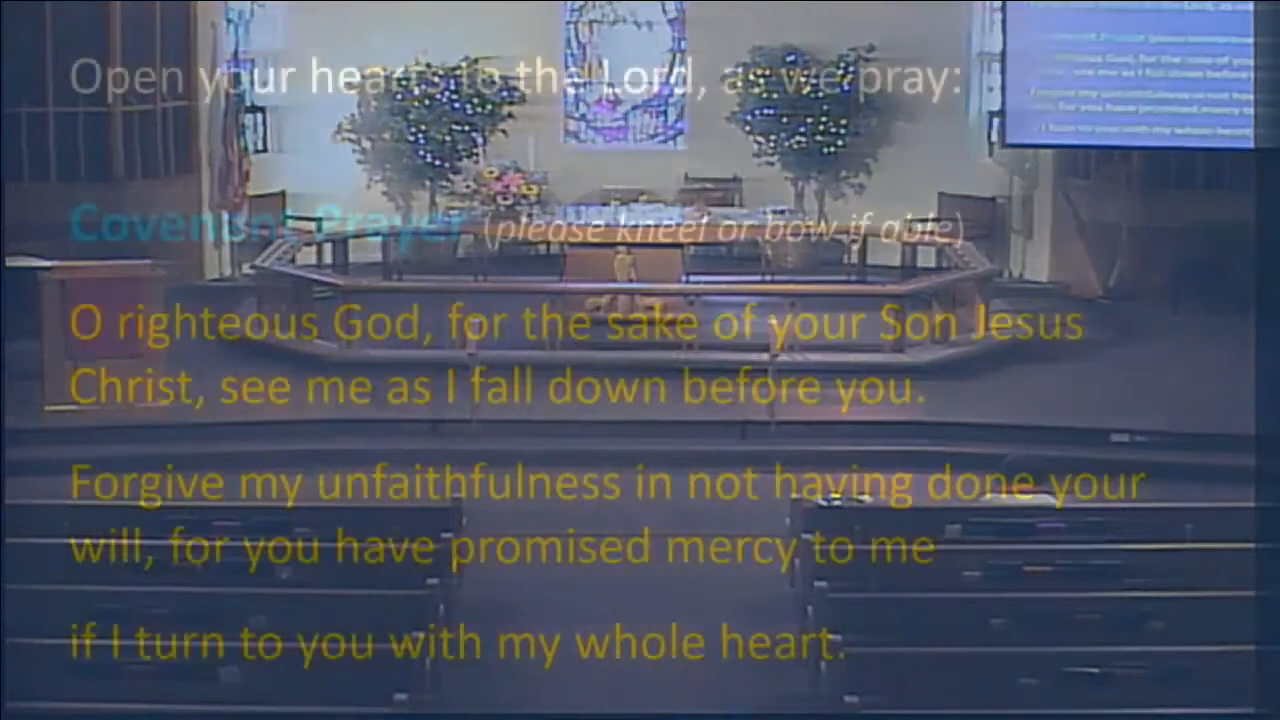 Open your hearts to the Lord, as we pray:
Covenant Prayer (please kneel or bow if able)
O righteous God, for the sake of your Son Jesus
Christ, see me as I fall down before you.
Forgive my unfaithfulness in not having done your
will, for you have promised mercy to me
if I turn to you with my whole heart.